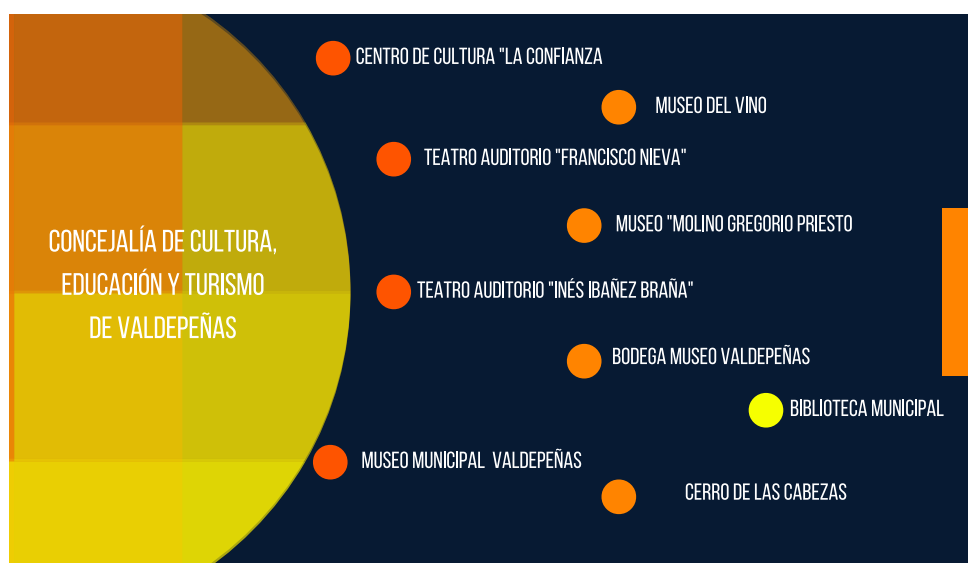 CENTRO DE CULTURA "LA CONFIANZA
MUSEO DEL VINO
TEATRO AUDITORIO "FRANCISCO NIEVA"
MUSEO "MOLINO GREGORIO PRIESTO
CONCEJALÍA DE CULTURA,
EDUCACIÓN Y TURISMO
DE VALDEPEÑAS
TEATRO AUDITORIO "INÉS IBAÑEZ BRAÑA"
BODEGA MUSEO VALDEPEÑAS
BIBLIOTECA MUNICIPAL
MUSEO MUNICIPAL VALDEPEÑAS
CERRO DE LAS CABEZAS